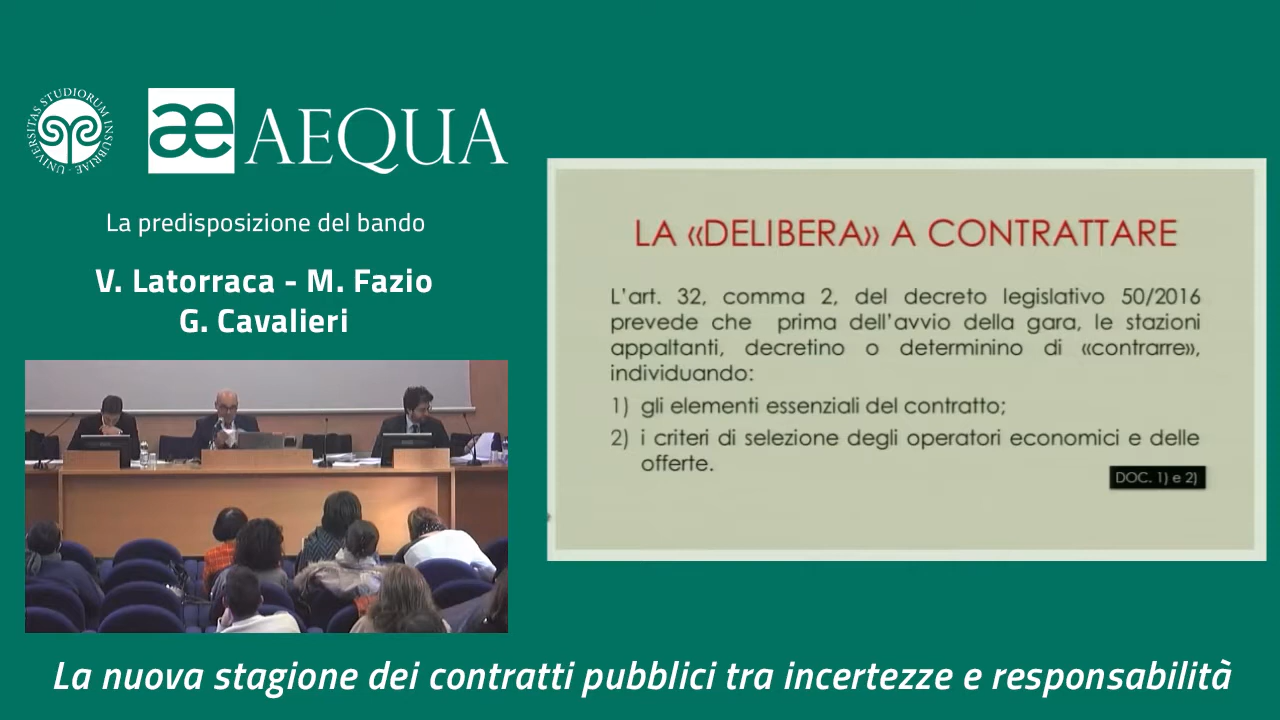 UNIVERSITAS STUDIORUM INSUBRIAE
æ AEQUA
La predisposizione del bando
V. Latorraca - M. Fazio
G. Cavalieri
LA «DELIBERA» A CONTRATTARE
L’art. 32, comma 2, del decreto legislativo 50/2016
prevede che prima dell’avvio della gara, le stazioni
appaltanti, decretino o determinino di «contrarre»,
individuando:
1) gli elementi essenziali del contratto;
2) i criteri di selezione degli operatori economici e delle
offerte.
DOC. 1) e 2)
La nuova stagione dei contratti pubblici tra incertezze e responsabilità